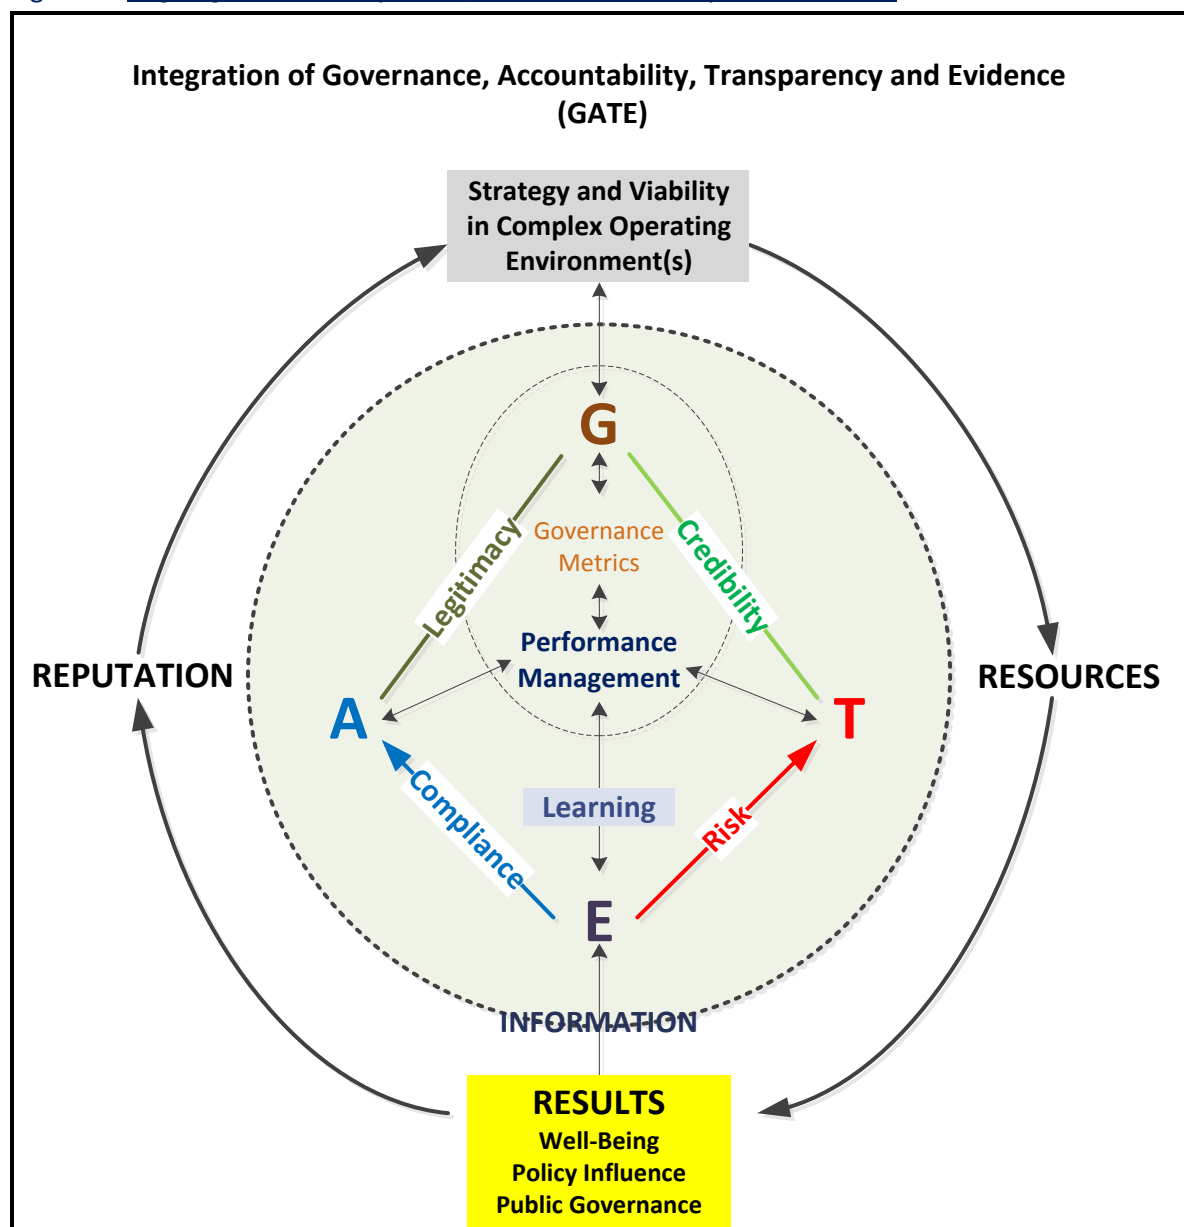 Integration of Governance, Accountability, Transparency and Evidence
(GATE)
Strategy and Viability
in Complex Operating
Environment(s)
G
Legitimacy
Credibility
Governance
Metrics
Performance
Management
REPUTATION
RESOURCES
A
T
Compliance
Learning
Risk
E
INFORMATION
RESULTS
Well-Being
Policy Influence
Public Governance